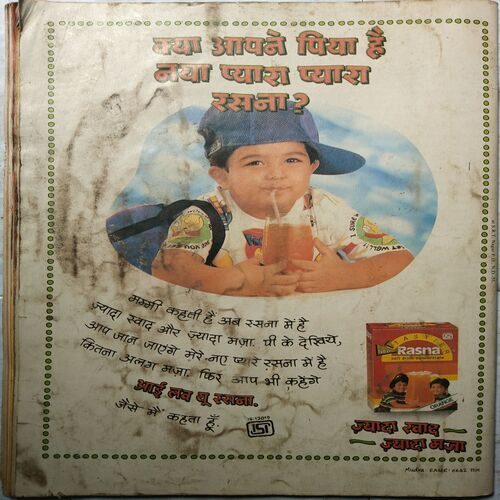 क्या आपने पिया है
नया प्यारा प्यारा
रसना?
मम्मी कहती हैं अब रसना में है
ज़्यादा स्वाद और ज़्यादा मज़ा. पी के देखिये,
आप जान जाएंगे मेरे नए प्यारे रसना में है
कितना अलग मज़ा. फिर आप भी कहेंगे
आई लव यू रसना.
जैसे मैं कहता हूँ.
ISI
Rasna
ORANGE
ज़्यादा स्वाद
ज़्यादा मज़ा